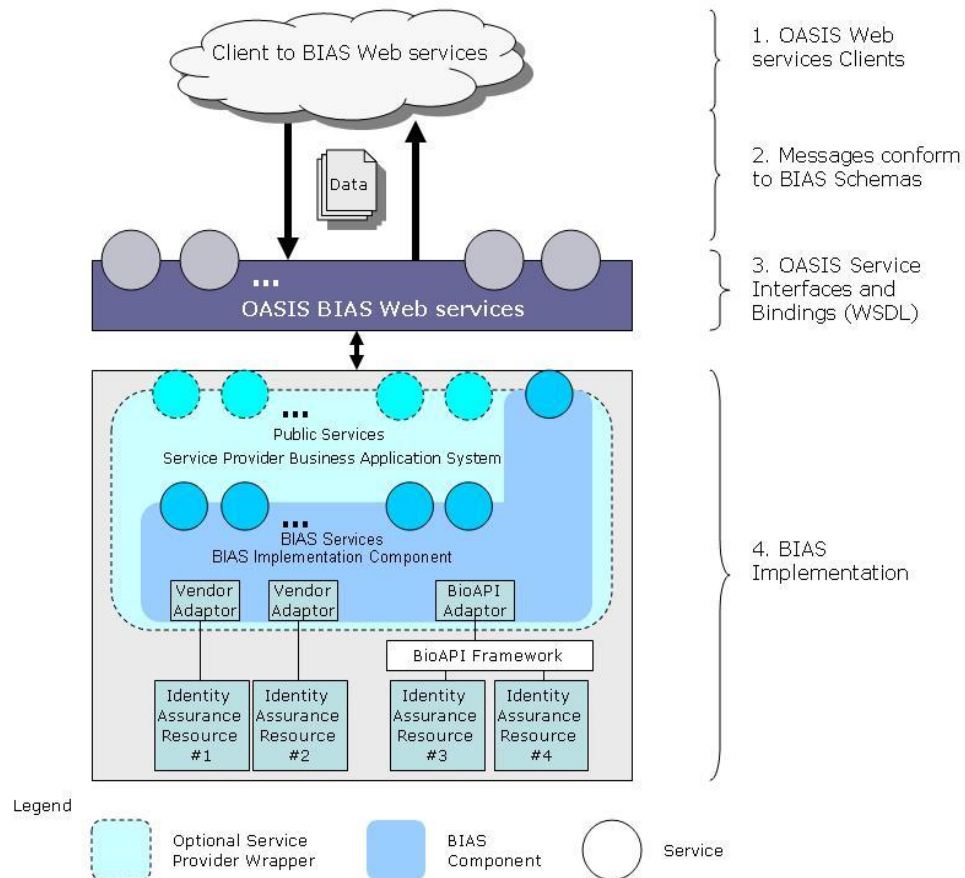 Client to BIAS Web services
Data
...
OASIS BIAS Web services
...
Public Services
Service Provider Business Application System
...
BIAS Services
BIAS Implementation Component
Vendor
Adaptor
Vendor
Adaptor
BioAPI
Adaptor
BioAPI Framework
Identity
Assurance
Resource
#1
Identity
Assurance
Resource
#2
Identity
Assurance
Resource
#3
Identity
Assurance
Resource
#4
1. OASIS Web
services Clients
2. Messages conform
to BIAS Schemas
3. OASIS Service
Interfaces and
Bindings (WSDL)
4. BIAS
Implementation
Legend
Optional Service
Provider Wrapper
BIAS
Component
Service